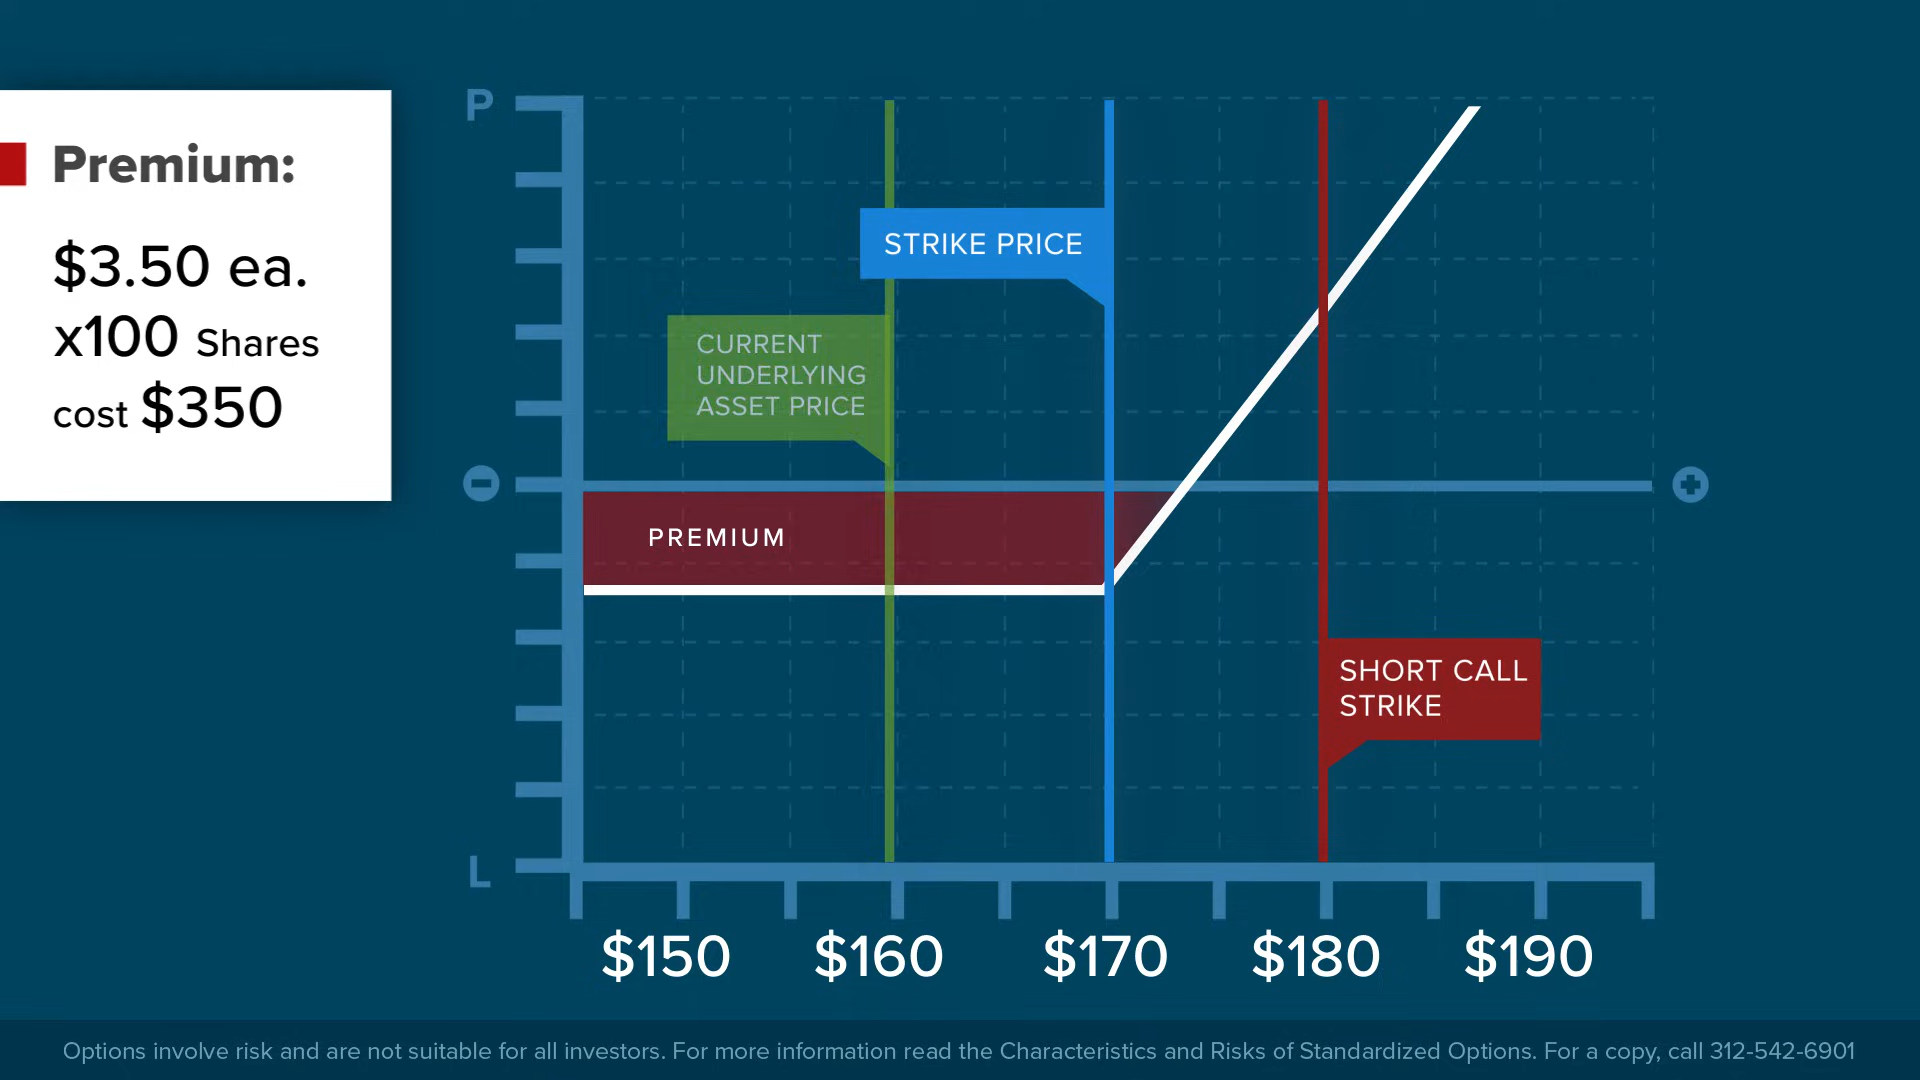 Premium:
$3.50 ea.
x100 Shares
cost $350
P
STRIKE PRICE
CURRENT
UNDERLYING
ASSET PRICE
PREMIUM
SHORT CALL
STRIKE
L
$150 $160 $170 $180 $190
Options involve risk and are not suitable for all investors. For more information read the Characteristics and Risks of Standardized Options. For a copy, call 312-542-6901